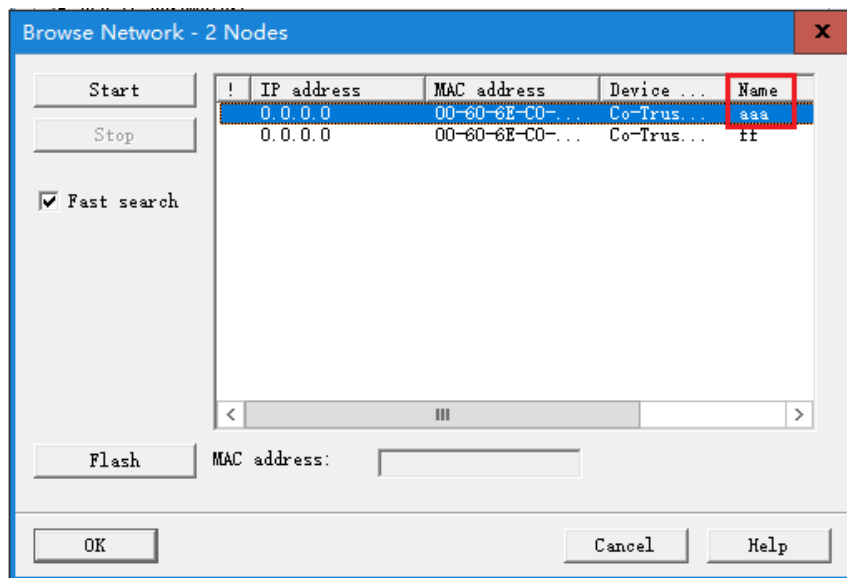 Browse Network - 2 Nodes x
Start
Stop
Fast search
! IP address MAC address Device ... Name
0.0.0.0 00-60-6E-C0-... Co-Trus... aaa
0.0.0.0 00-60-6E-C0-... Co-Trus... ff
Flash MAC address:
OK Cancel Help